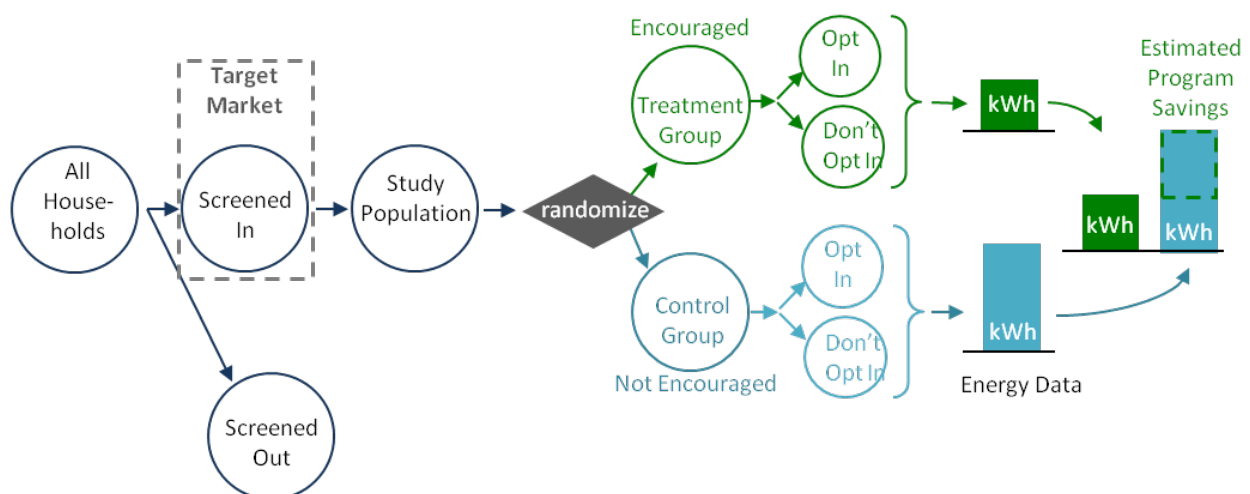 All
House-
holds
Target
Market
Screened
In
Screened
Out
Study
Population
randomize
Encouraged
Treatment
Group
Opt
In
Don't
Opt In
kWh
Control
Group
Not Encouraged
Opt
In
Don't
Opt In
kWh
Energy Data
Estimated
Program
Savings
kWh
kWh